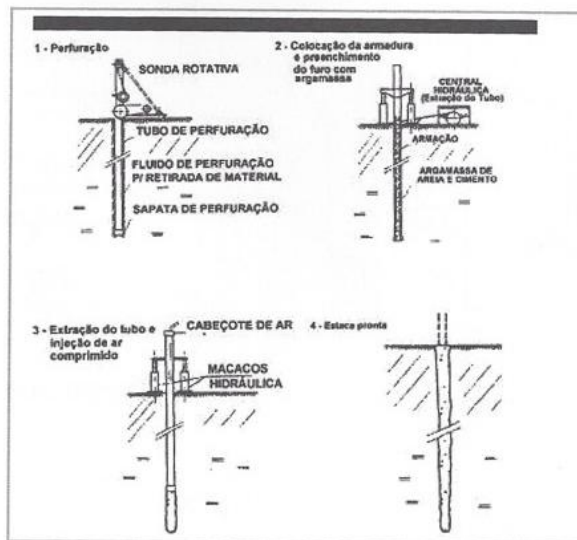 1 - Perfuração
SONDA ROTATIVA
TUBO DE PERFURAÇÃO
FLUIDO DE PERFURAÇÃO
P/ RETIRADA DE MATERIAL
SAPATA DE PERFURAÇÃO
2 - Colocação da armadura
e preenchimento
do furo com
argamassa
CENTRAL
HIDRÁULICA
(Extração do Tubo)
ARMAÇÃO
ARGAMASSA DE
AREIA E CIMENTO
3 - Extração do tubo e
injeção de ar
comprimido
CABEÇOTE DE AR
MACACOS
HIDRÁULICA
4 - Estaca pronta